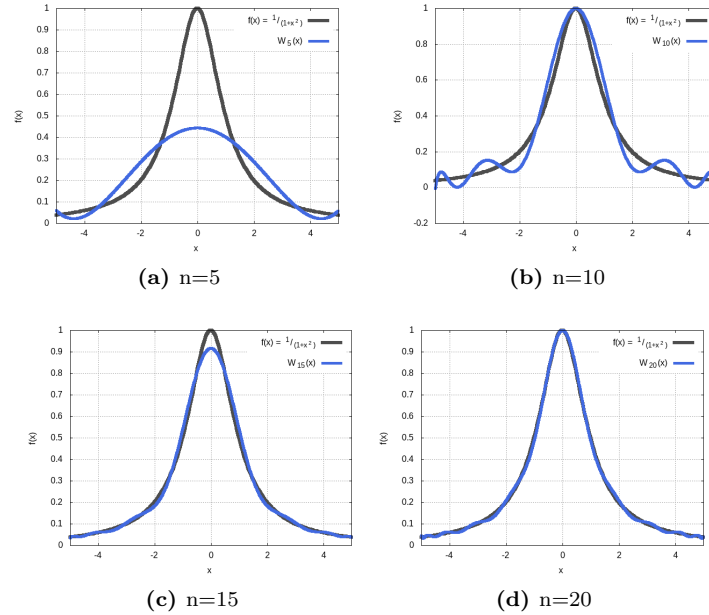 1
0.9
0.8
0.7
0.6
0.5
0.4
0.3
0.2
0.1
0
-4 -2 0 2 4
f(x)
x
f(x) = 1/(1+x²)
W5(x)
(a) n=5
1
0.8
0.6
0.4
0.2
0
-0.2
-4 -2 0 2 4
f(x)
x
f(x) = 1/(1+x²)
W10(x)
(b) n=10
1
0.9
0.8
0.7
0.6
0.5
0.4
0.3
0.2
0.1
0
-4 -2 0 2 4
f(x)
x
f(x) = 1/(1+x²)
W15(x)
(c) n=15
1
0.9
0.8
0.7
0.6
0.5
0.4
0.3
0.2
0.1
0
-4 -2 0 2 4
f(x)
x
f(x) = 1/(1+x²)
W20(x)
(d) n=20